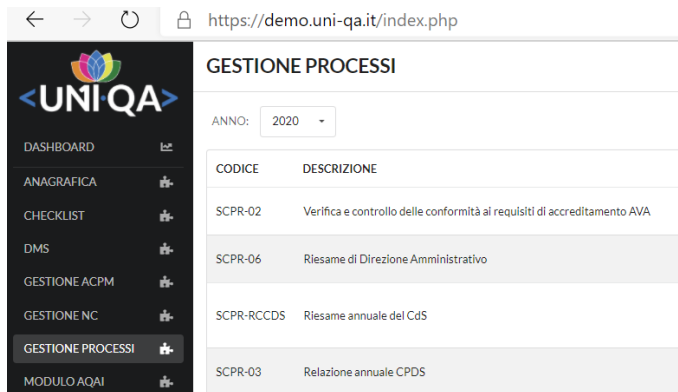 https://demo.uni-qa.it/index.php
<UNI·QA>
DASHBOARD
ANAGRAFICA
CHECKLIST
DMS
GESTIONE ACPM
GESTIONE NC
GESTIONE PROCESSI
MODULO AQAI
GESTIONE PROCESSI
ANNO: 2020
CODICE DESCRIZIONE
SCPR-02 Verifica e controllo delle conformità ai requisiti di accreditamento AVA
SCPR-06 Riesame di Direzione Amministrativo
SCPR-RCCDS Riesame annuale del CdS
SCPR-03 Relazione annuale CPDS